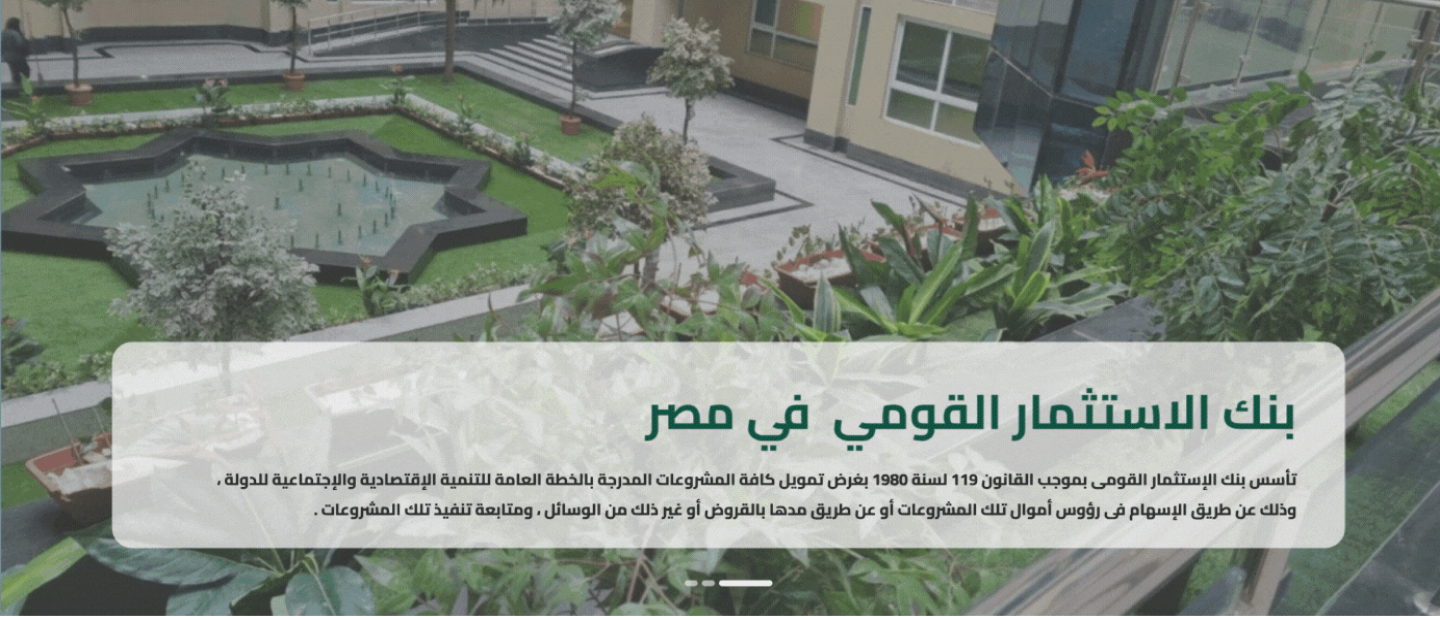 بنك الاستثمار القومي في مصر
تأسس بنك الإستثمار القومى بموجب القانون 119 لسنة 1980 بغرض تمويل كافة المشروعات المدرجة بالخطة العامة للتنمية الإقتصادية والإجتماعية للدولة ،
وذلك عن طريق الإسهام فى رؤوس أموال تلك المشروعات أو عن طريق مدها بالقروض أو غير ذلك من الوسائل ، ومتابعة تنفيذ تلك المشروعات .